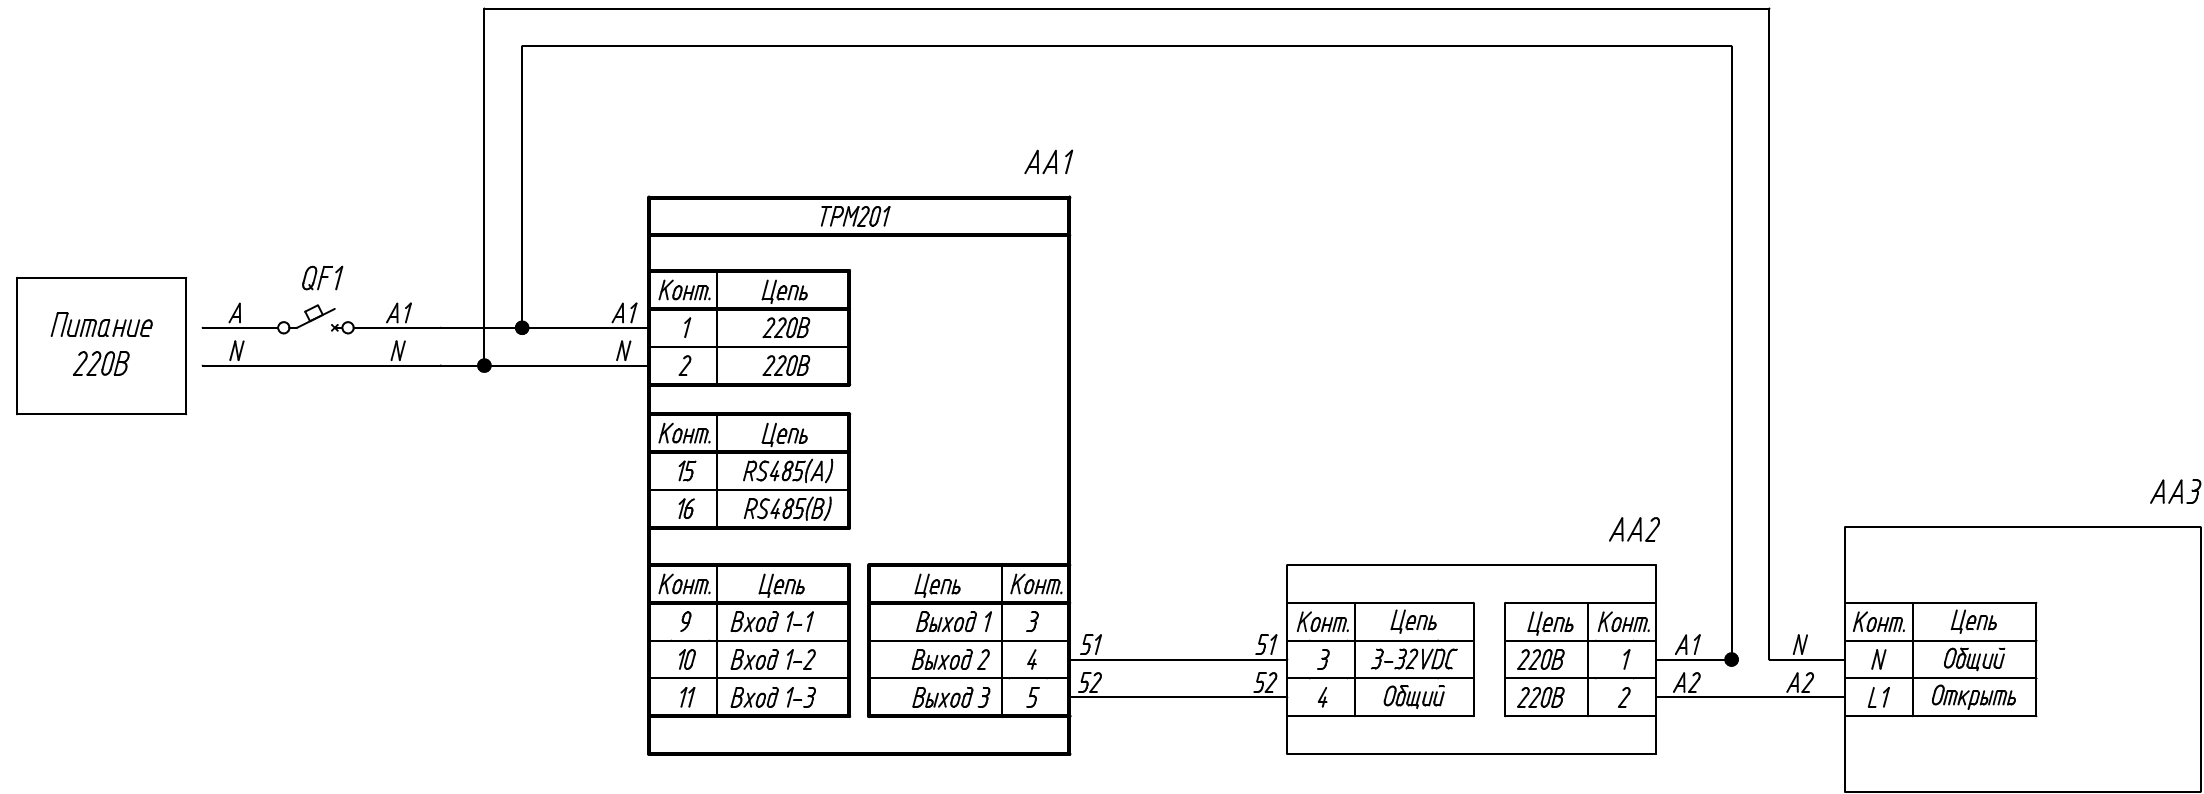 AA1
ТРМ201
Питание
220В
QF1
A A1 A1
N N N
Конт. Цепь
1 220В
2 220В
Конт. Цепь
15 RS485(A)
16 RS485(B)
Конт. Цепь
9 Вход 1-1
10 Вход 1-2
11 Вход 1-3
Цепь Конт.
Выход 1 3
Выход 2 4
Выход 3 5
51 51
52 52
AA2
Конт. Цепь
3 3-32VDC
4 Общий
Цепь Конт.
220В 1
220В 2
A1 N
A2 A2
AA3
Конт. Цепь
N Общий
L1 Открыть